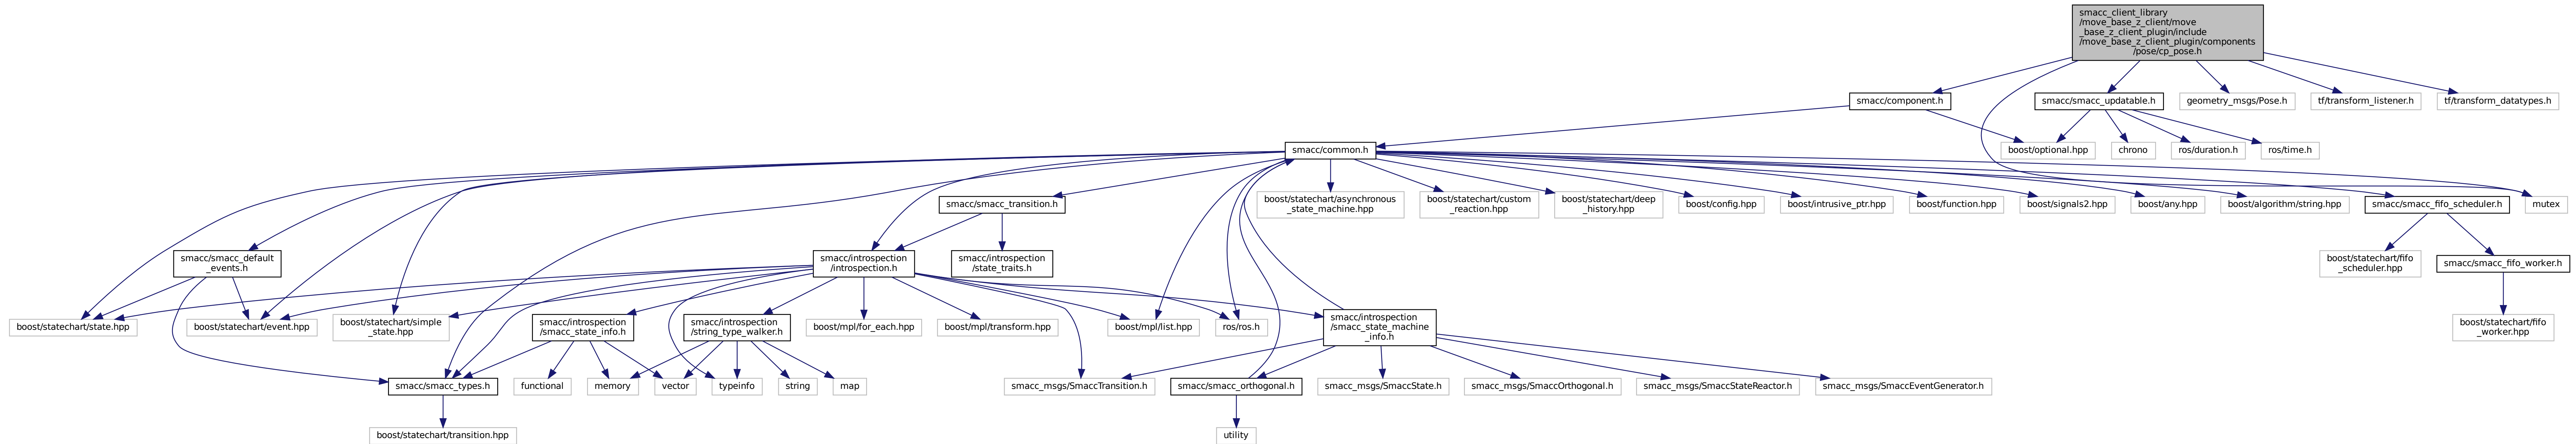 smacc_client_library
/move_base_z_client/move
_base_z_client_plugin/include
/move_base_z_client_plugin/components
/pose/cp_pose.h
smacc/component.h
smacc/smacc_updatable.h
geometry_msgs/Pose.h
tf/transform_listener.h
tf/transform_datatypes.h
smacc/common.h
boost/optional.hpp
chrono
ros/duration.h
ros/time.h
smacc/smacc_transition.h
boost/statechart/asynchronous
_state_machine.hpp
boost/statechart/custom
_reaction.hpp
boost/statechart/deep
_history.hpp
boost/config.hpp
boost/intrusive_ptr.hpp
boost/function.hpp
boost/signals2.hpp
boost/any.hpp
boost/algorithm/string.hpp
smacc/smacc_fifo_scheduler.h
mutex
smacc/smacc_default
_events.h
smacc/introspection
/introspection.h
smacc/introspection
/state_traits.h
boost/statechart/fifo
_scheduler.hpp
smacc/smacc_fifo_worker.h
boost/statechart/state.hpp
boost/statechart/event.hpp
boost/statechart/simple
_state.hpp
smacc/introspection
/smacc_state_info.h
smacc/introspection
/string_type_walker.h
boost/mpl/for_each.hpp
boost/mpl/transform.hpp
boost/mpl/list.hpp
ros/ros.h
smacc/introspection
/smacc_state_machine
_info.h
boost/statechart/fifo
_worker.hpp
smacc/smacc_types.h
functional
memory
vector
typeinfo
string
map
smacc_msgs/SmaccTransition.h
smacc/smacc_orthogonal.h
smacc_msgs/SmaccState.h
smacc_msgs/SmaccOrthogonal.h
smacc_msgs/SmaccStateReactor.h
smacc_msgs/SmaccEventGenerator.h
boost/statechart/transition.hpp
utility